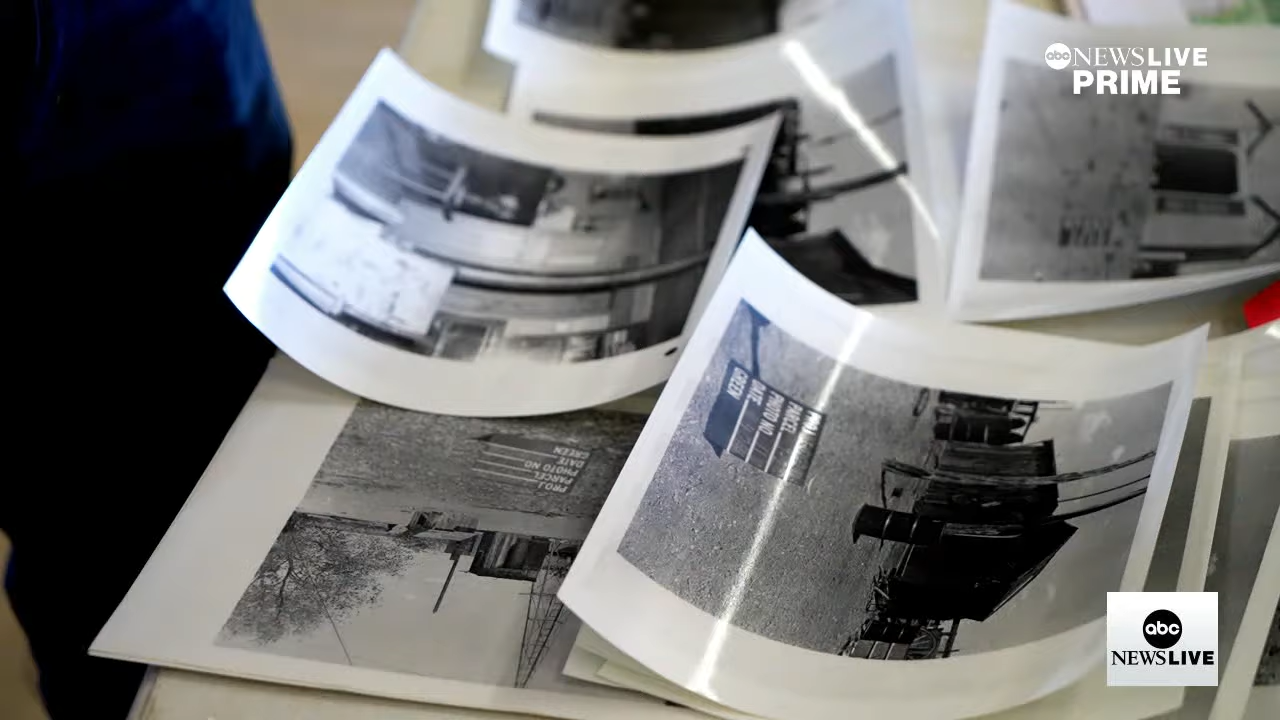 abc NEWS LIVE
PRIME
PROJ.
PARCEL
PHOTO NO
DATE
GREEN
PROJ.
PARCEL
PHOTO NO
DATE
GREEN
abc
NEWS LIVE